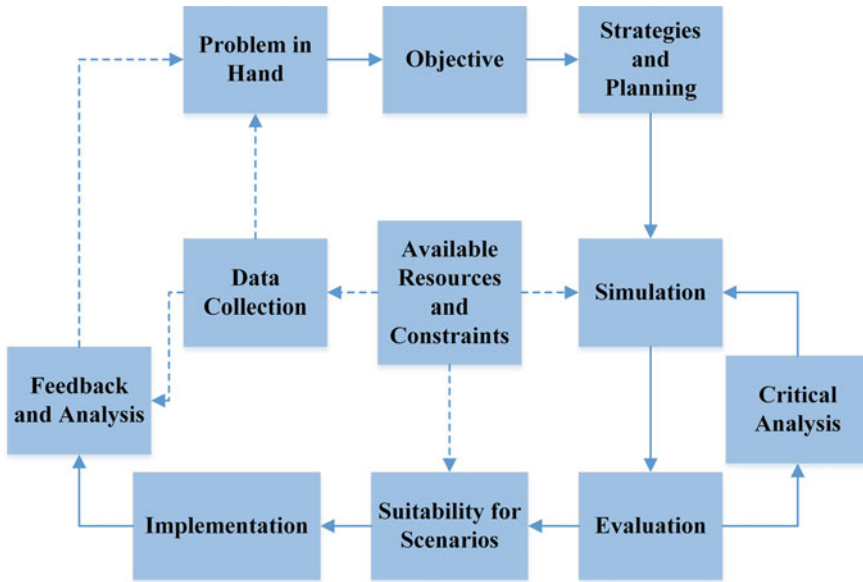 Problem in
Hand
Objective
Strategies
and
Planning
Data
Collection
Available
Resources
and
Constraints
Simulation
Feedback
and Analysis
Critical
Analysis
Implementation
Suitability for
Scenarios
Evaluation